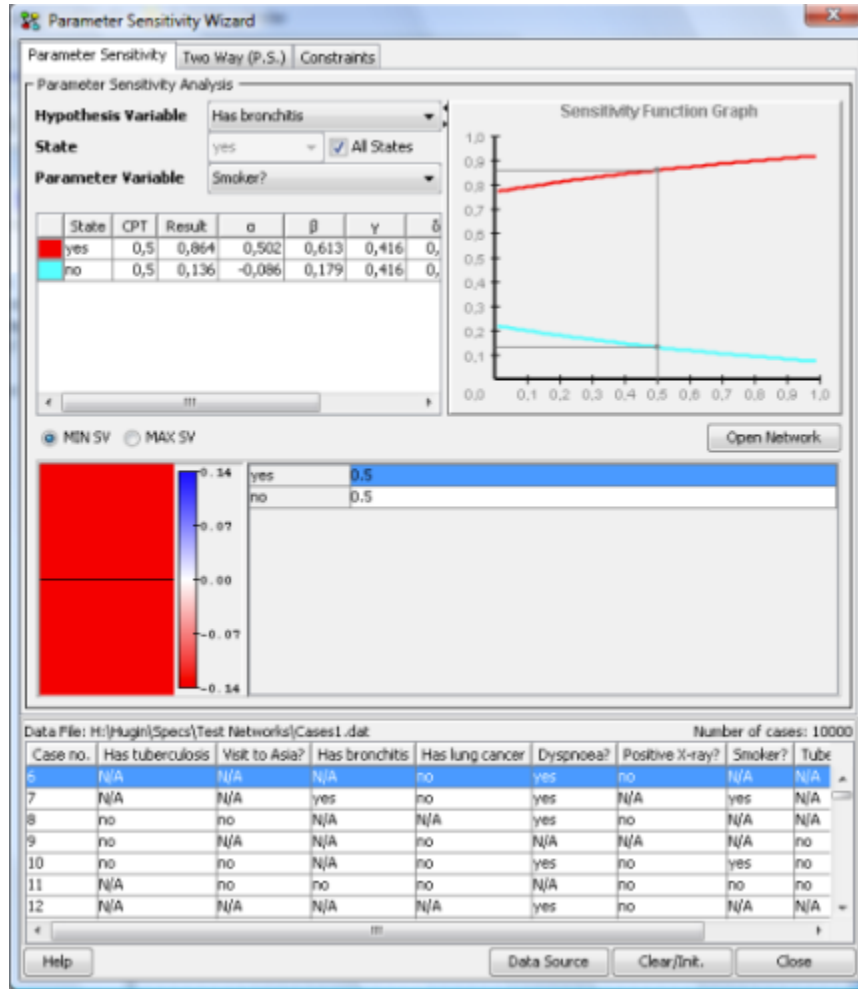 Parameter Sensitivity Wizard
Parameter Sensitivity Two Way (P.S.) Constraints
Parameter Sensitivity Analysis
Hypothesis Variable Has bronchitis
State yes All States
Parameter Variable Smoker?
State CPT Result α β γ δ
yes 0,5 0,864 0,502 0,613 0,416 0,
no 0,5 0,136 -0,086 0,179 0,416 0,
Sensitivity Function Graph
1,0
0,9
0,8
0,7
0,6
0,5
0,4
0,3
0,2
0,1
0,0 0,1 0,2 0,3 0,4 0,5 0,6 0,7 0,8 0,9 1,0
MIN SV MAX SV Open Network
0.14
0.07
0.00
-0.07
-0.14
yes 0.5
no 0.5
Data File: H:\Hugin\Specs\Test Networks\Cases1.dat Number of cases: 10000
Case no. Has tuberculosis Visit to Asia? Has bronchitis Has lung cancer Dyspnoea? Positive X-ray? Smoker? Tube
6 N/A N/A N/A no yes no N/A N/A
7 N/A N/A yes no yes N/A yes N/A
8 no no N/A N/A yes no N/A N/A
9 no no N/A no N/A N/A N/A no
10 no no N/A no yes no yes no
11 N/A no no no N/A no no no
12 N/A N/A N/A N/A yes no N/A N/A
Help Data Source Clear/Init. Close